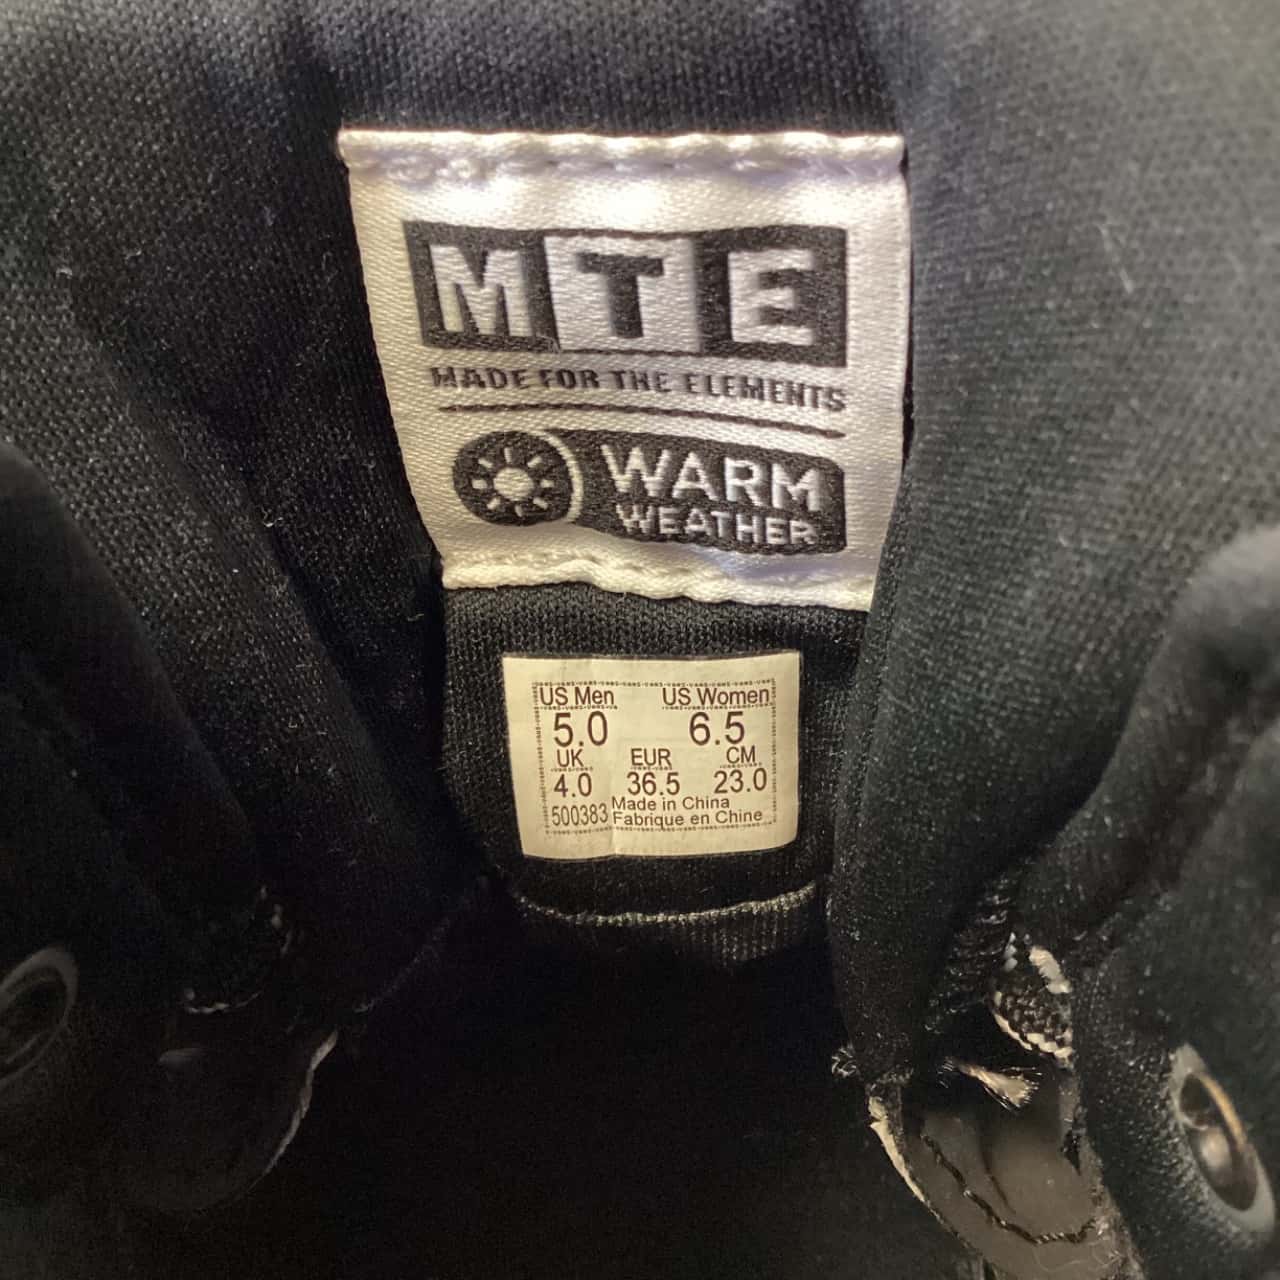 MTE
MADE FOR THE ELEMENTS
WARM
WEATHER
US Men US Women
5.0 6.5
UK EUR CM
4.0 36.5 23.0
500383 Made in China
Fabrique en Chine